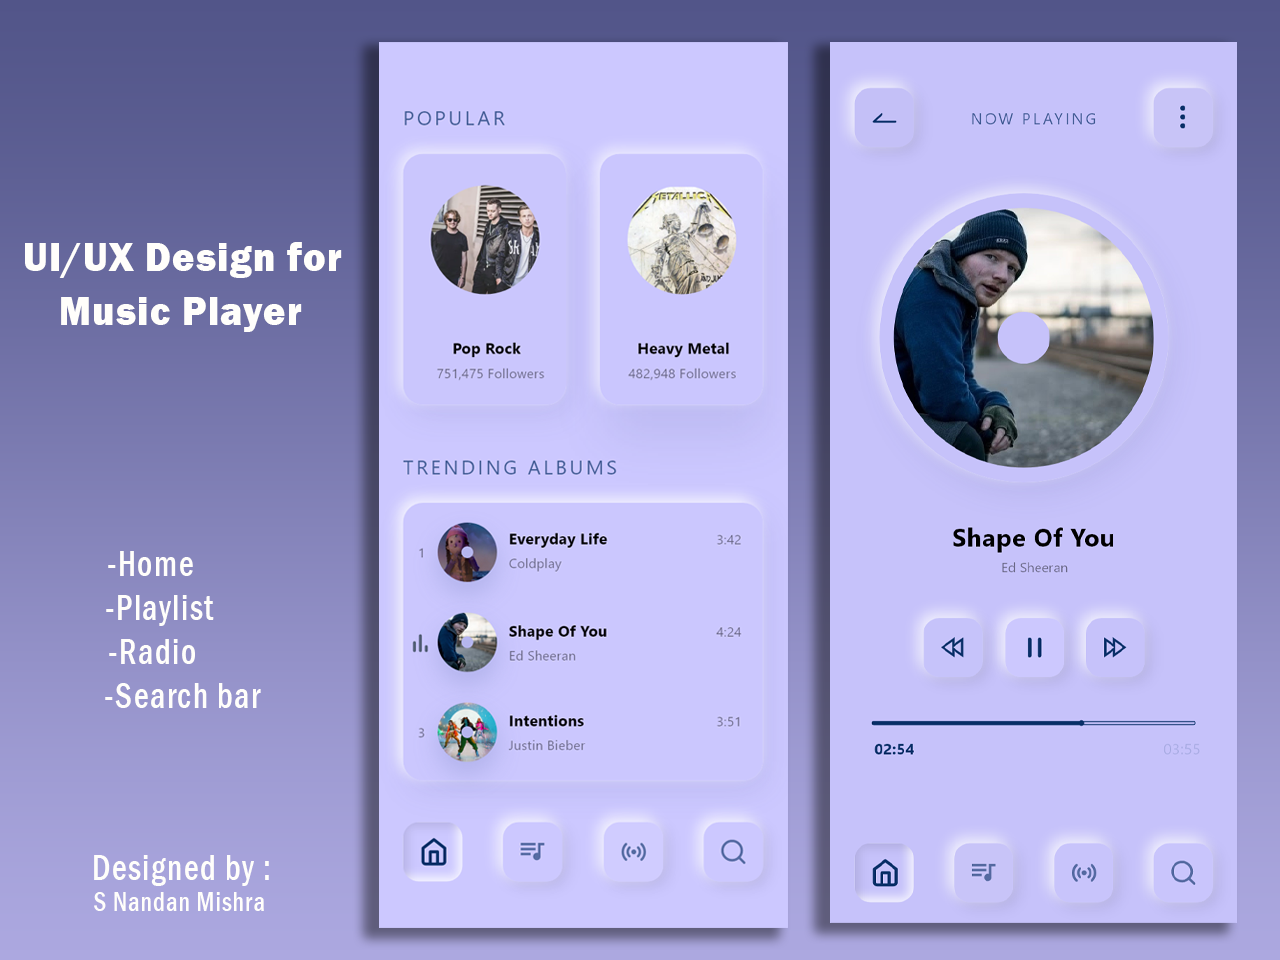 UI/UX Design for
Music Player
-Home
-Playlist
-Radio
-Search bar
Designed by :
S Nandan Mishra
POPULAR
METALLICA
Pop Rock
751,475 Followers
Heavy Metal
482,948 Followers
TRENDING ALBUMS
1
Everyday Life
Coldplay
3:42
Shape Of You
Ed Sheeran
4:24
3
Intentions
Justin Bieber
3:51
NOW PLAYING
Shape Of You
Ed Sheeran
02:54
03:55